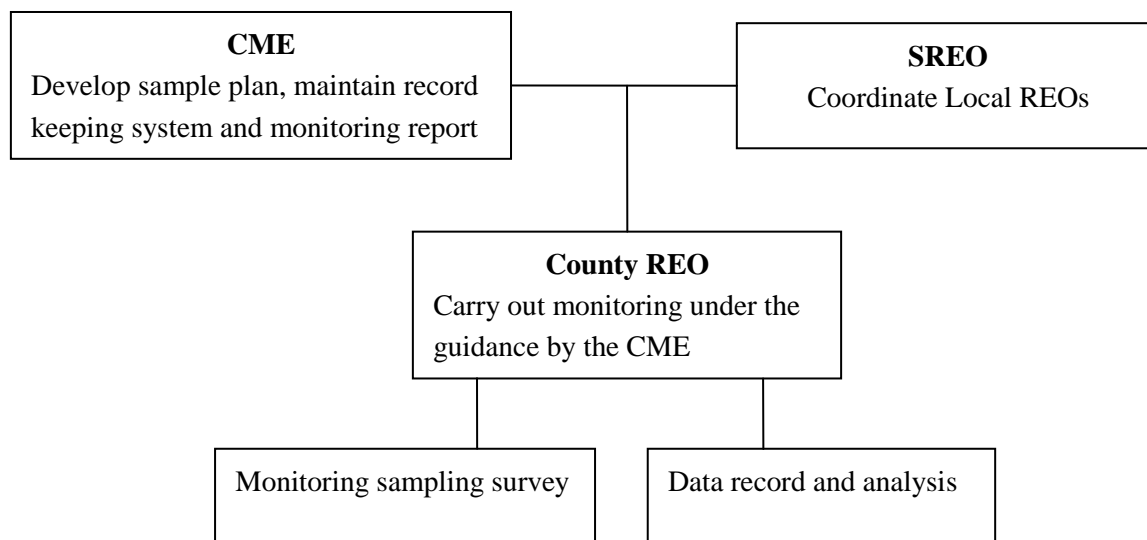 CME
Develop sample plan, maintain record
keeping system and monitoring report
SREO
Coordinate Local REOs
County REO
Carry out monitoring under the
guidance by the CME
Monitoring sampling survey
Data record and analysis